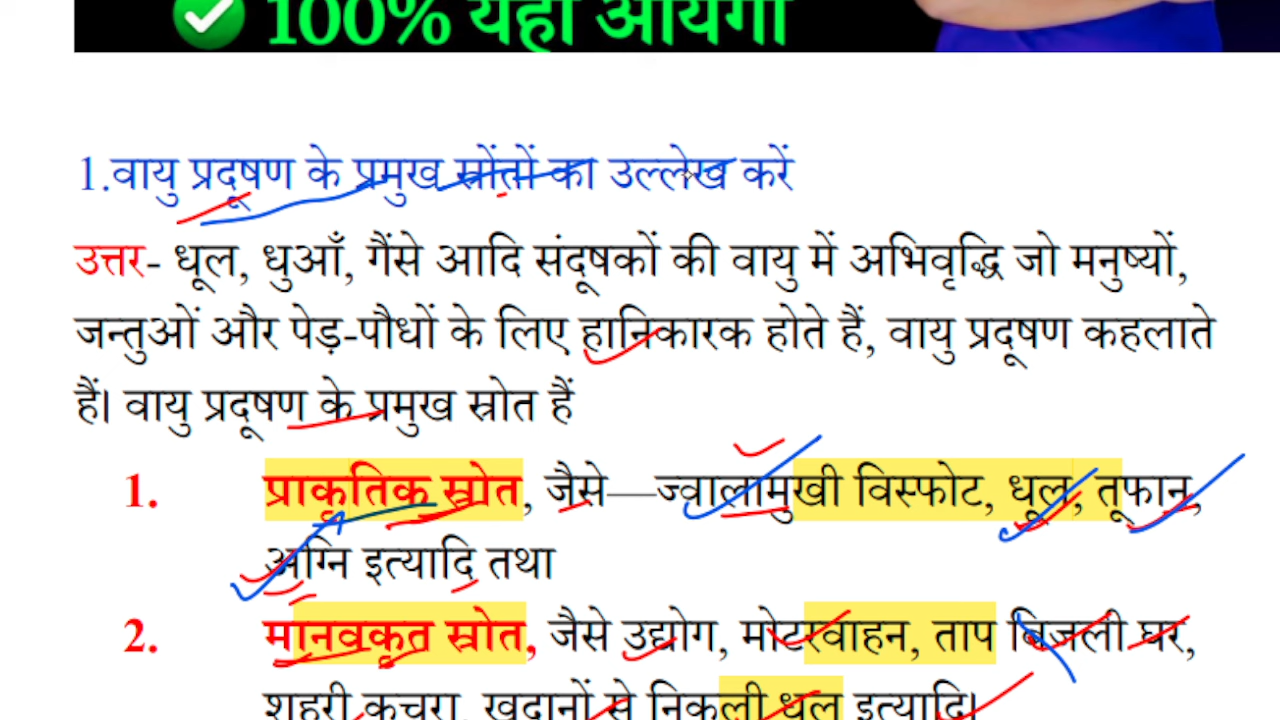 100% यहीं आयेगा
1.वायु प्रदूषण के प्रमुख स्रोंतों का उल्लेख करें
उत्तर- धूल, धुआँ, गैंसे आदि संदूषकों की वायु में अभिवृद्धि जो मनुष्यों,
जन्तुओं और पेड़-पौधों के लिए हानिकारक होते हैं, वायु प्रदूषण कहलाते
हैं। वायु प्रदूषण के प्रमुख स्रोत हैं
1. प्राकृतिक स्रोत, जैसे—ज्वालामुखी विस्फोट, धूल, तूफान,
अग्नि इत्यादि तथा
2. मानवकृत स्रोत, जैसे उद्योग, मोटरवाहन, ताप बिजली घर,
शहरी कचरा, खदानों से निकली धूल इत्यादि।